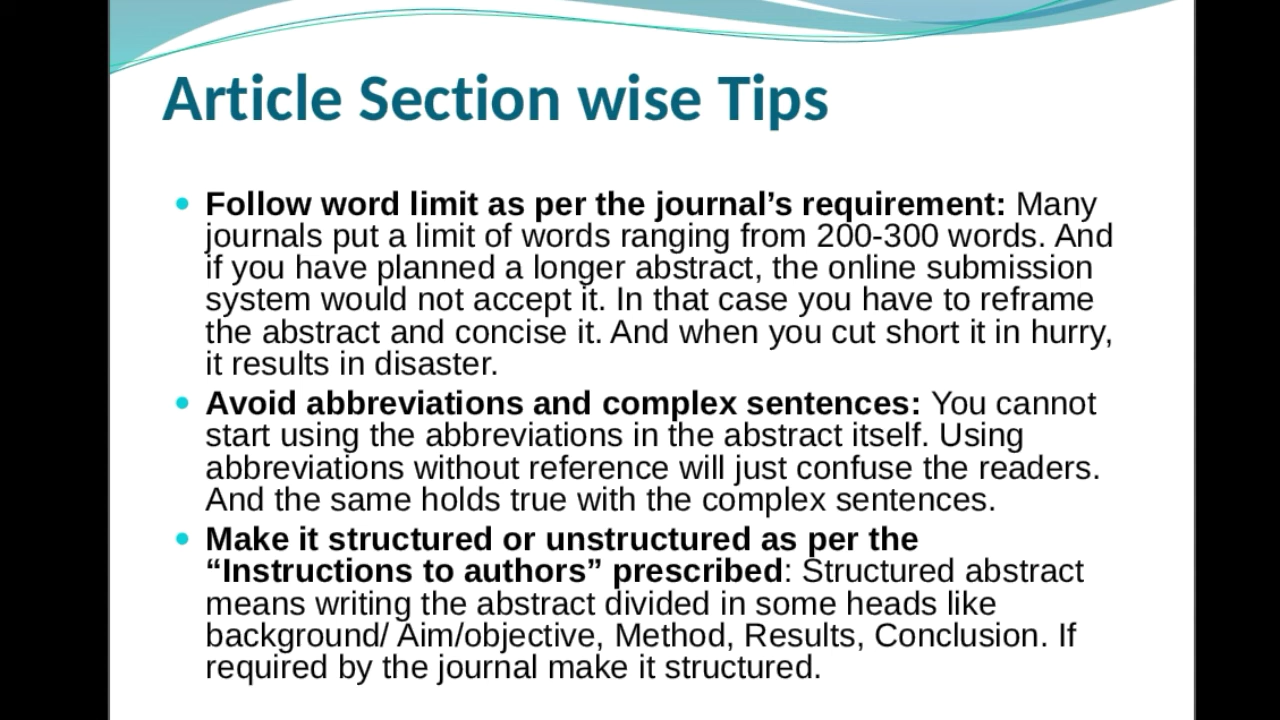 Article Section wise Tips
• Follow word limit as per the journal’s requirement: Many
journals put a limit of words ranging from 200-300 words. And
if you have planned a longer abstract, the online submission
system would not accept it. In that case you have to reframe
the abstract and concise it. And when you cut short it in hurry,
it results in disaster.
• Avoid abbreviations and complex sentences: You cannot
start using the abbreviations in the abstract itself. Using
abbreviations without reference will just confuse the readers.
And the same holds true with the complex sentences.
• Make it structured or unstructured as per the
“Instructions to authors” prescribed: Structured abstract
means writing the abstract divided in some heads like
background/ Aim/objective, Method, Results, Conclusion. If
required by the journal make it structured.